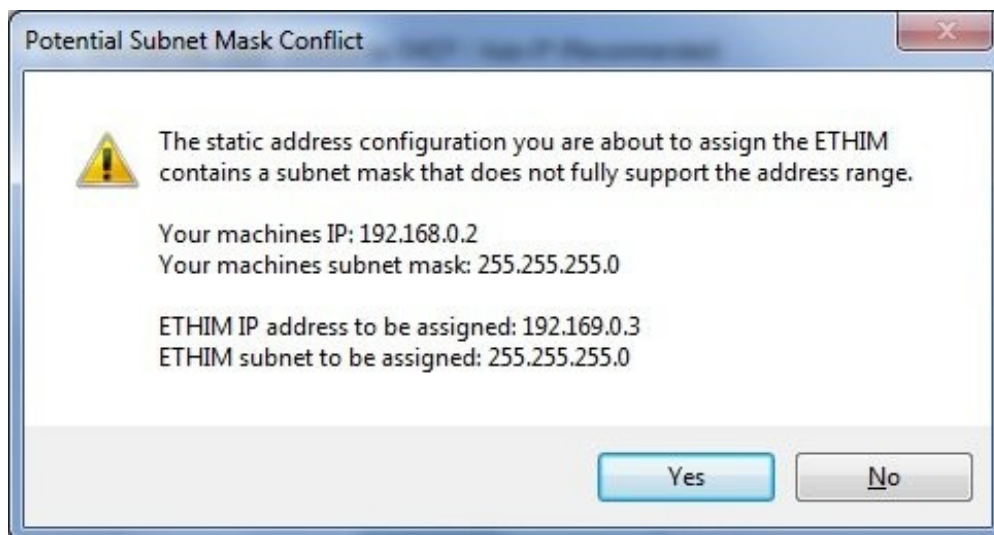 Potential Subnet Mask Conflict
The static address configuration you are about to assign the ETHIM
contains a subnet mask that does not fully support the address range.
Your machines IP: 192.168.0.2
Your machines subnet mask: 255.255.255.0
ETHIM IP address to be assigned: 192.169.0.3
ETHIM subnet to be assigned: 255.255.255.0
Yes
No